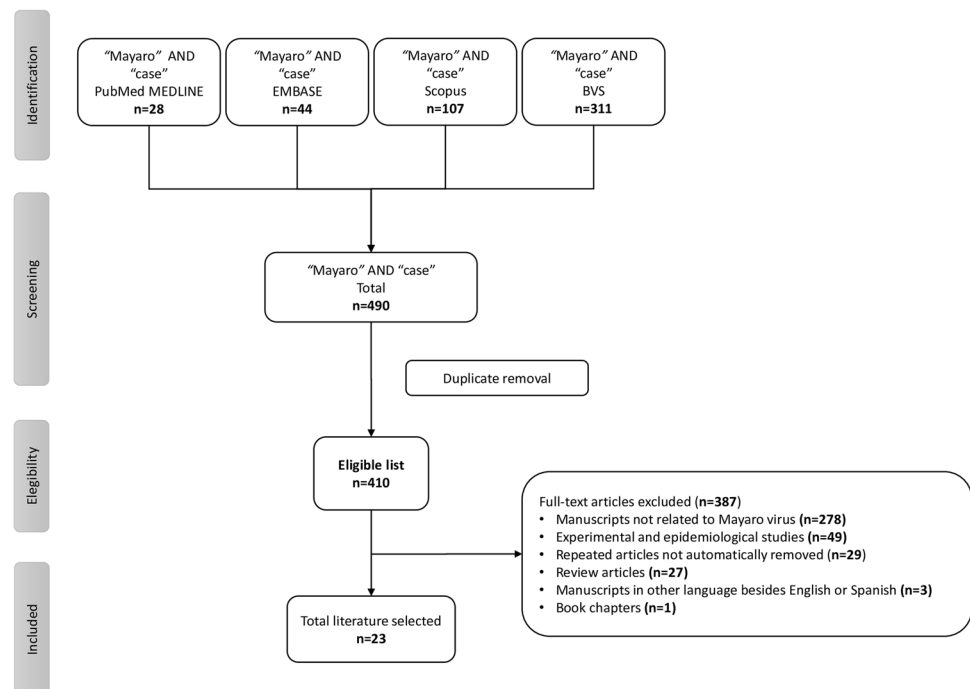 Identification
"Mayaro" AND
"case"
PubMed MEDLINE
n=28
"Mayaro" AND
"case"
EMBASE
n=44
"Mayaro" AND
"case"
Scopus
n=107
"Mayaro" AND
"case"
BVS
n=311
Screening
"Mayaro" AND "case"
Total
n=490
Duplicate removal
Elegibility
Eligible list
n=410
Full-text articles excluded (n=387)
• Manuscripts not related to Mayaro virus (n=278)
• Experimental and epidemiological studies (n=49)
• Repeated articles not automatically removed (n=29)
• Review articles (n=27)
• Manuscripts in other language besides English or Spanish (n=3)
• Book chapters (n=1)
Included
Total literature selected
n=23